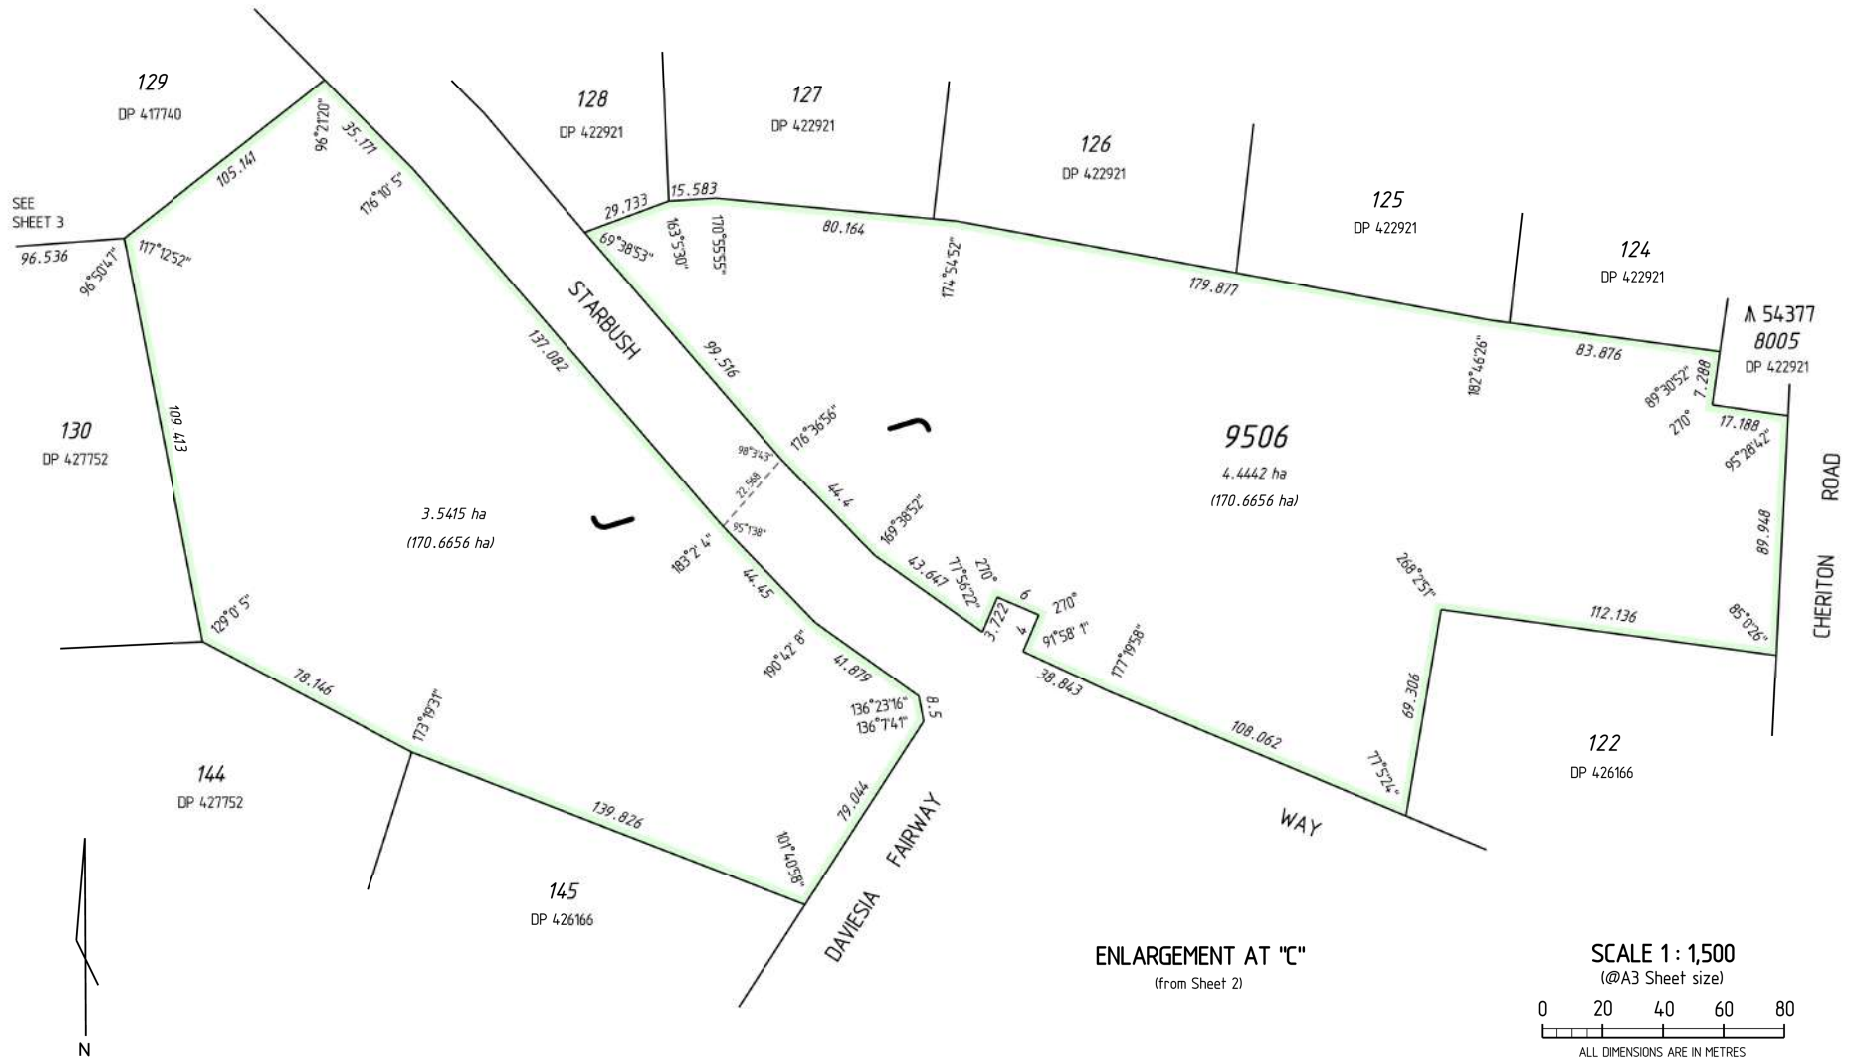 129
DP 417740
128
DP 422921
127
DP 422921
126
DP 422921
125
DP 422921
124
DP 422921
54377
8005
DP 422921
SEE
SHEET 3
96.536
96°50'47"
117°12'52"
105.141
96°21'20"
35.171
176°10' 5"
29.733
15.583
69°38'53"
163°5'30"
170°55'55"
80.164
174°54'52"
179.877
182°46'26"
83.876
89°30'52"
7.288
270°
17.188
95°28'42"
STARBUSH
137.082
99.516
98°3'43"
176°36'56"
22.568
95°1'38"
183°2' 4"
44.4
169°38'52"
43.647
77°56'22"
270°
3.722
6
4
270°
91°58' 1"
38.843
177°19'58"
130
DP 427752
109.413
3.5415 ha
(170.6656 ha)
9506
4.4442 ha
(170.6656 ha)
CHERITON ROAD
89.948
268°2'51"
112.136
85°0'26"
69.306
108.062
77°5'24"
122
DP 426166
WAY
129°0' 5"
78.146
173°19'31"
44.45
190°42' 8"
41.879
136°23'16"
136°7'41"
8.5
79.044
139.826
101°40'58"
144
DP 427752
145
DP 426166
DAVIESIA FAIRWAY
ENLARGEMENT AT "C"
(from Sheet 2)
SCALE 1 : 1,500
(@A3 Sheet size)
0 20 40 60 80
ALL DIMENSIONS ARE IN METRES
N